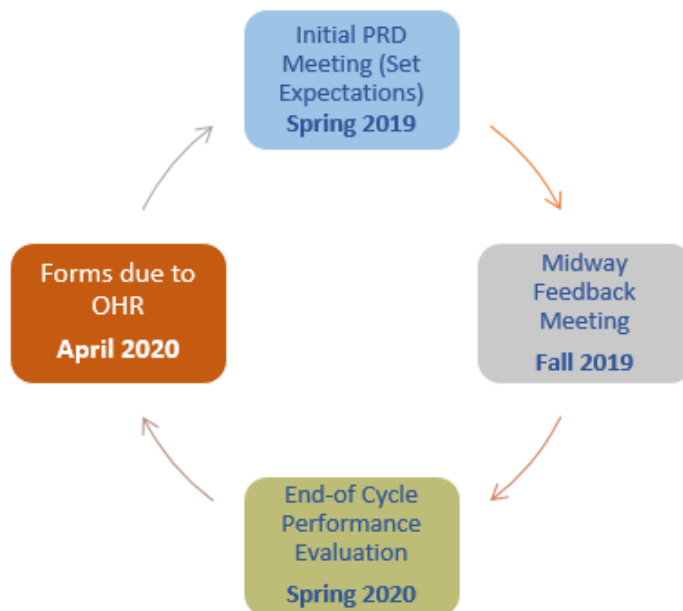 Initial PRD
Meeting (Set
Expectations)
Spring 2019
Midway
Feedback
Meeting
Fall 2019
End-of Cycle
Performance
Evaluation
Spring 2020
Forms due to
OHR
April 2020